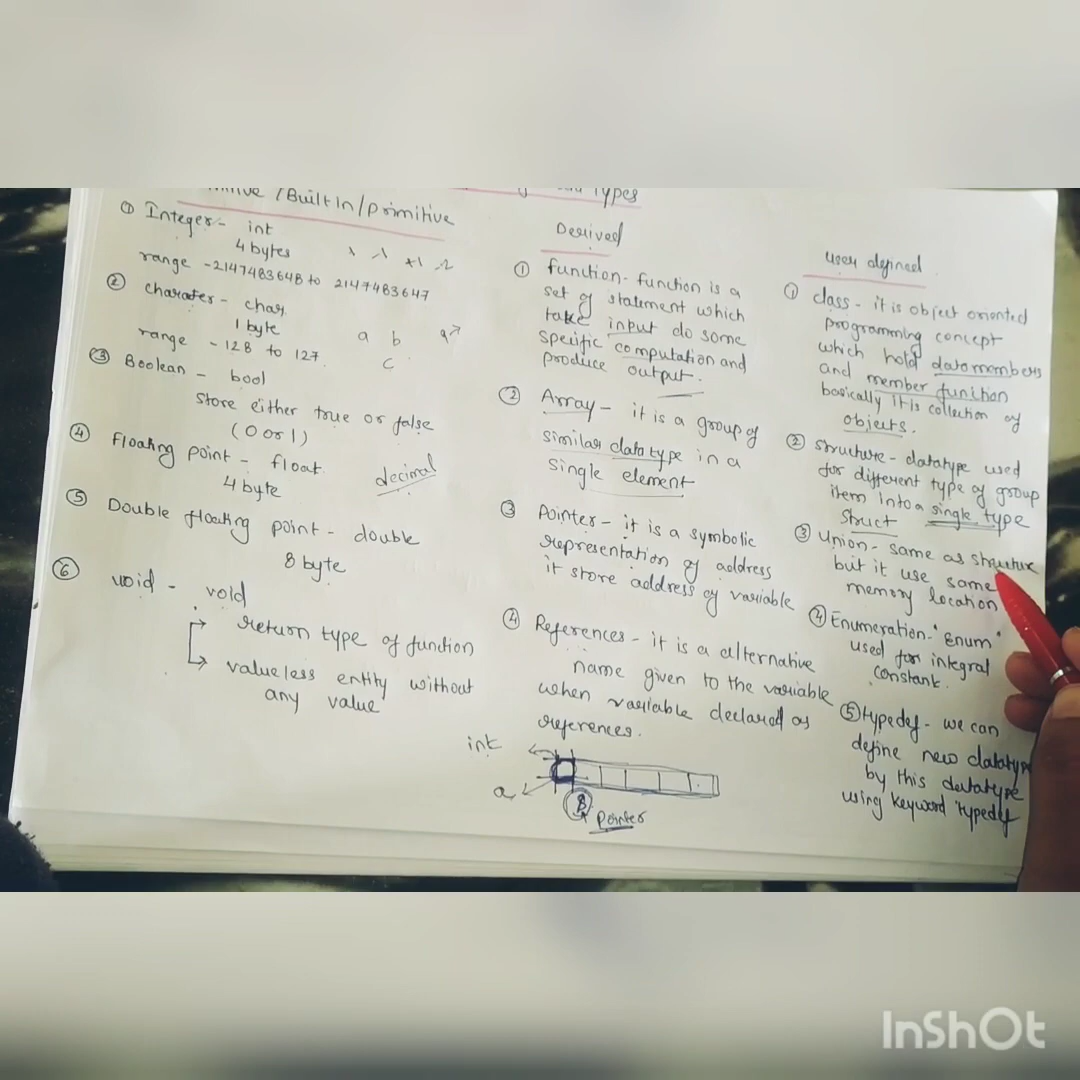 /Built In/primitive
Types
① Integer - int
4 bytes
range -2147483648 to 2147483647
② charater - char
1 byte
a b
c
range -128 to 127.
③ Boolean - bool
store either true or false
(0 or 1)
④ floating point - float.
4 byte
decimal
⑤ Double floating point - double
8 byte
⑥ void - void
return type of function
valueless entity without
any value
Derived
① function - function is a
set of statement which
take input do some
specific computation and
produce output.
② Array - it is a group of
similar data type in a
single element
③ Pointer - it is a symbolic
representation of address
it store address of variable
④ References - it is a alternative
name given to the variable
when variable declared as
references.
int
a
8
Pointer
user defined
① class - it is object oriented
programming concept
which hold data members
and member function
basically it is collection of
objects.
② structure - datatype used
for different type of group
item into a single type
struct
③ Union - same as structure
but it use same
memory location
④ Enumeration - "Enum"
used for integral
constant.
⑤ typedef - we can
define new datatype
by this datatype
using keyword 'typedef
InShOt